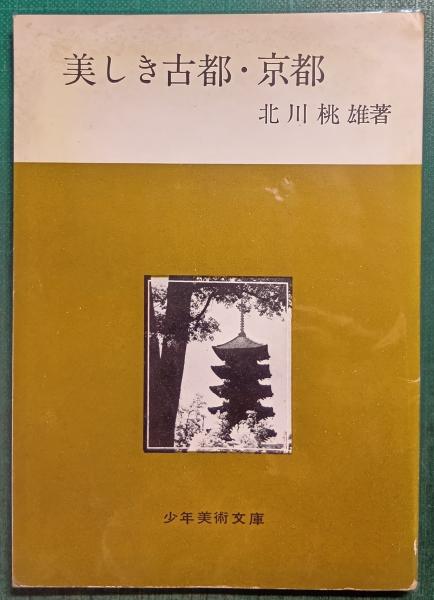 美しき古都・京都
北川桃雄著
少年美術文庫